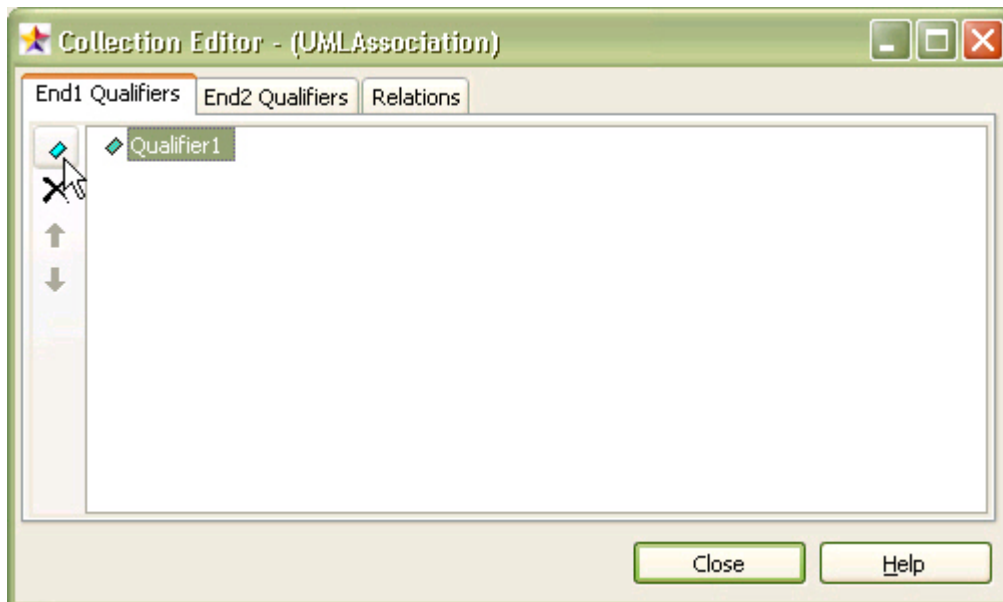 Collection Editor - (UMLAssociation)
End1 Qualifiers End2 Qualifiers Relations
Qualifier1
Close Help